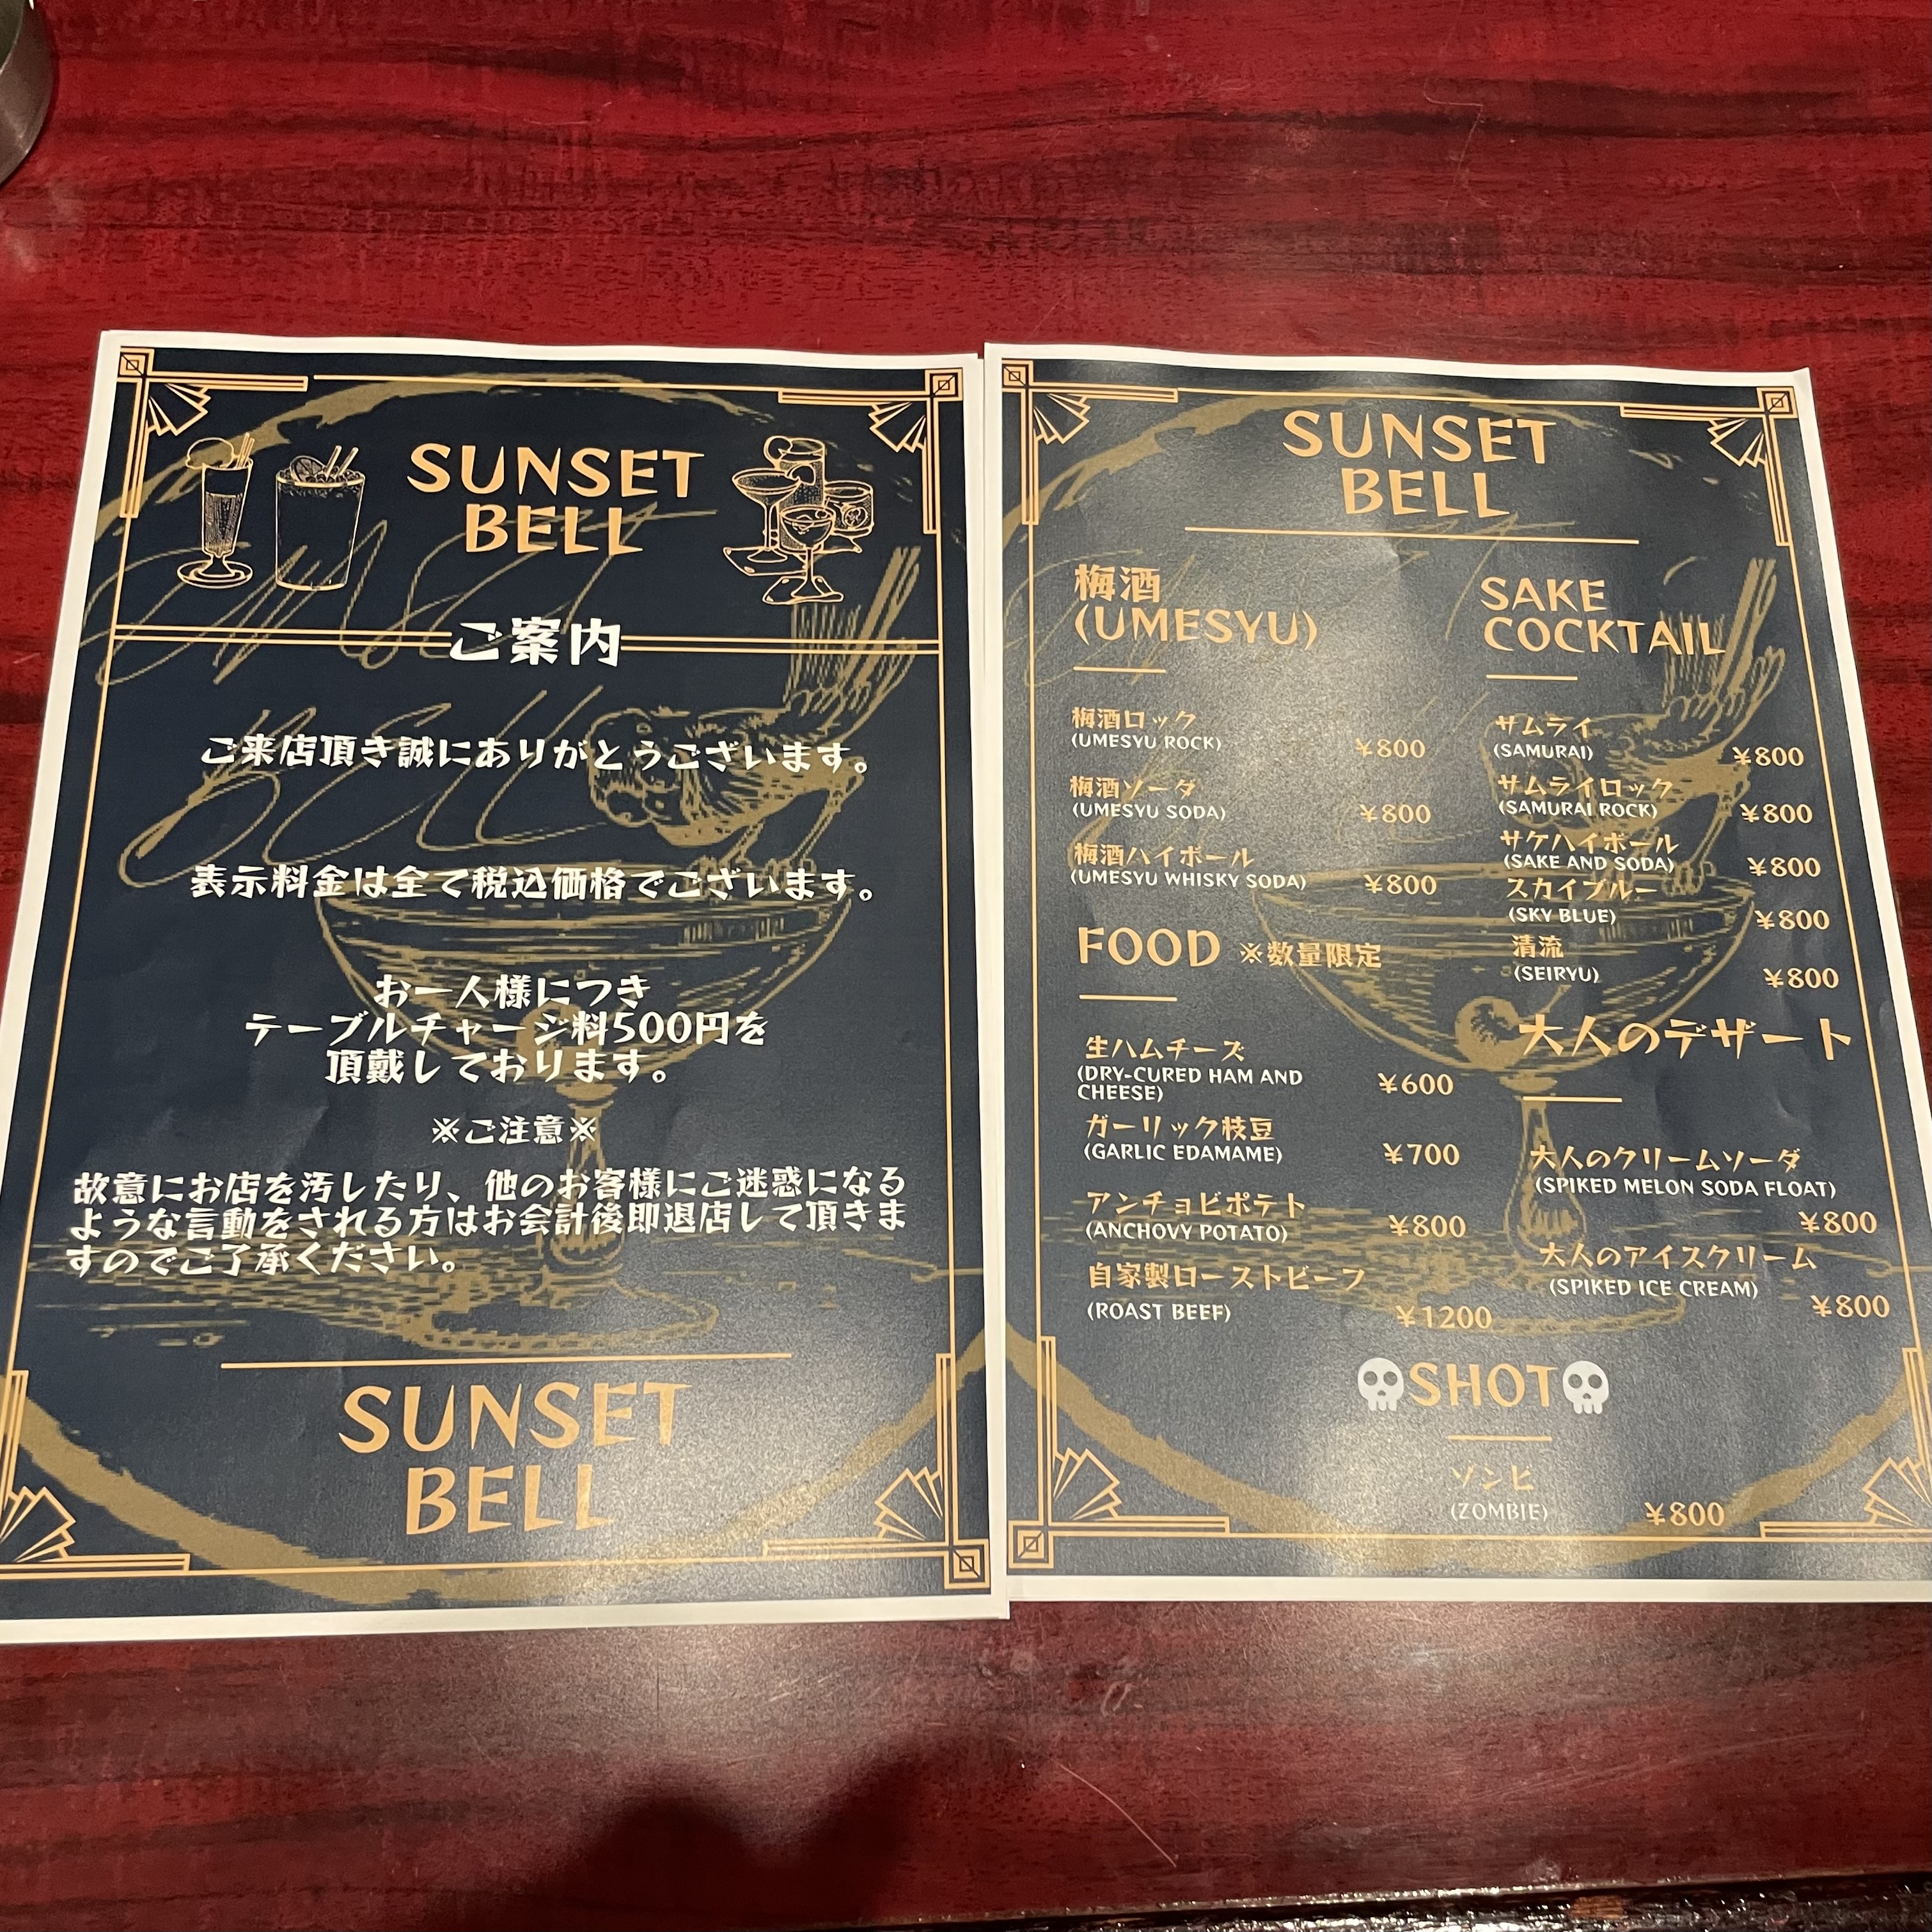 SUNSET
BELL
ご案内
ご来店頂き誠にありがとうございます。
表示料金は全て税込価格でございます。
お一人様につき
テーブルチャージ料500円を
頂戴しております。
※ご注意※
故意にお店を汚したり、他のお客様にご迷惑になる
ような言動をされる方はお会計後即退店して頂きま
すのでご了承ください。
SUNSET
BELL
SUNSET
BELL
梅酒
(UMESYU)
梅酒ロック
(UMESYU ROCK) ¥800
梅酒ソーダ
(UMESYU SODA) ¥800
梅酒ハイボール
(UMESYU WHISKY SODA) ¥800
FOOD ※数量限定
生ハムチーズ
(DRY-CURED HAM AND
CHEESE) ¥600
ガーリック枝豆
(GARLIC EDAMAME) ¥700
アンチョビポテト
(ANCHOVY POTATO) ¥800
自家製ローストビーフ
(ROAST BEEF) ¥1200
SAKE
COCKTAIL
サムライ
(SAMURAI) ¥800
サムライロック
(SAMURAI ROCK) ¥800
サケハイボール
(SAKE AND SODA) ¥800
スカイブルー
(SKY BLUE) ¥800
清流
(SEIRYU) ¥800
大人のデザート
大人のクリームソーダ
(SPIKED MELON SODA FLOAT)
¥800
大人のアイスクリーム
(SPIKED ICE CREAM)
¥800
SHOT
ゾンビ
(ZOMBIE) ¥800
Sunset
Bell